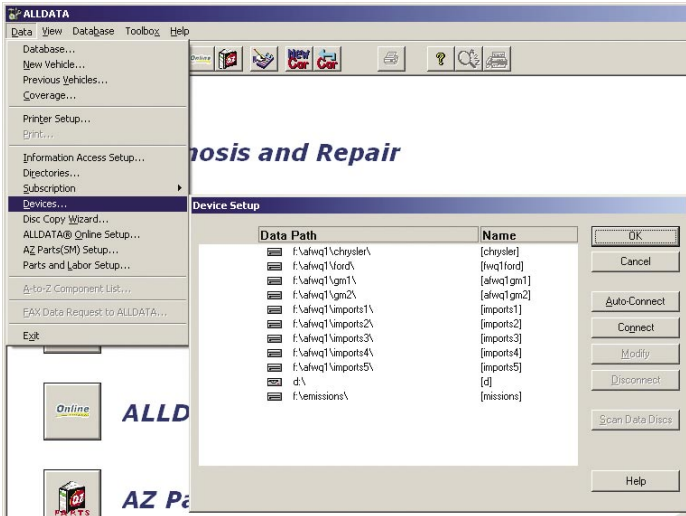 ALLDATA
Data View Database Toolbox Help
Database...
New Vehicle...
Previous Vehicles...
Coverage...
Printer Setup...
Print...
Information Access Setup...
Directories...
Subscription
Devices...
Disc Copy Wizard...
ALLDATA® Online Setup...
AZ Parts(SM) Setup...
Parts and Labor Setup...
A-to-Z Component List...
FAX Data Request to ALLDATA...
Exit
Online
New Car
Car
?
nosis and Repair
Device Setup
Data Path Name
f:\afwq1\chrysler\ [chrysler]
f:\afwq1\ford\ [fwq1ford]
f:\afwq1\gm1\ [afwq1gm1]
f:\afwq1\gm2\ [afwq1gm2]
f:\afwq1\imports1\ [imports1]
f:\afwq1\imports2\ [imports2]
f:\afwq1\imports3\ [imports3]
f:\afwq1\imports4\ [imports4]
f:\afwq1\imports5\ [imports5]
d:\ [d]
f:\emissions\ [missions]
OK
Cancel
Auto-Connect
Connect
Modify
Disconnect
Scan Data Discs
Help
Online
ALLD
AZ
PARTS
AZ Pa